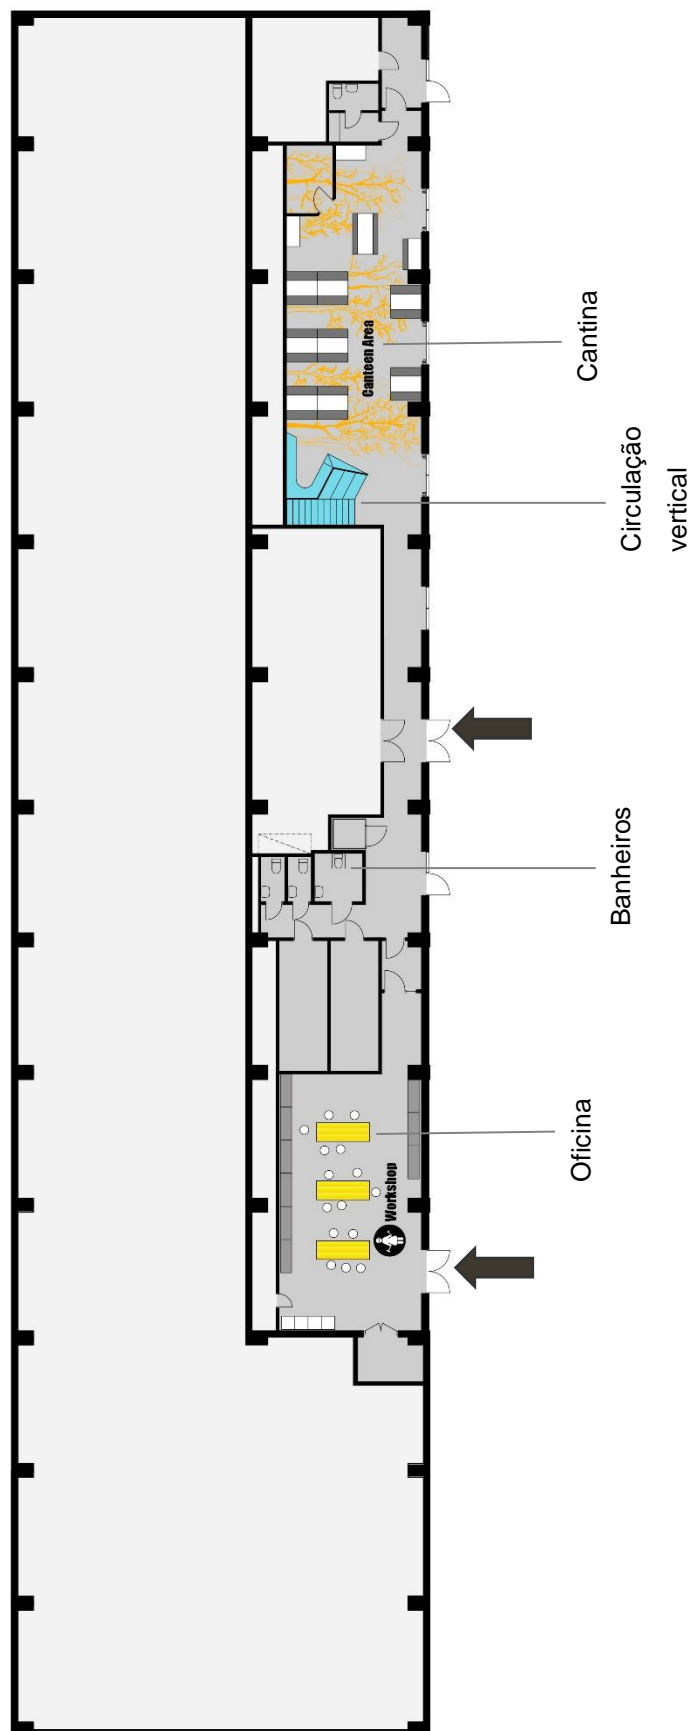 Cantina
Canteen Area
Circulação
vertical
Banheiros
Oficina
Workshop